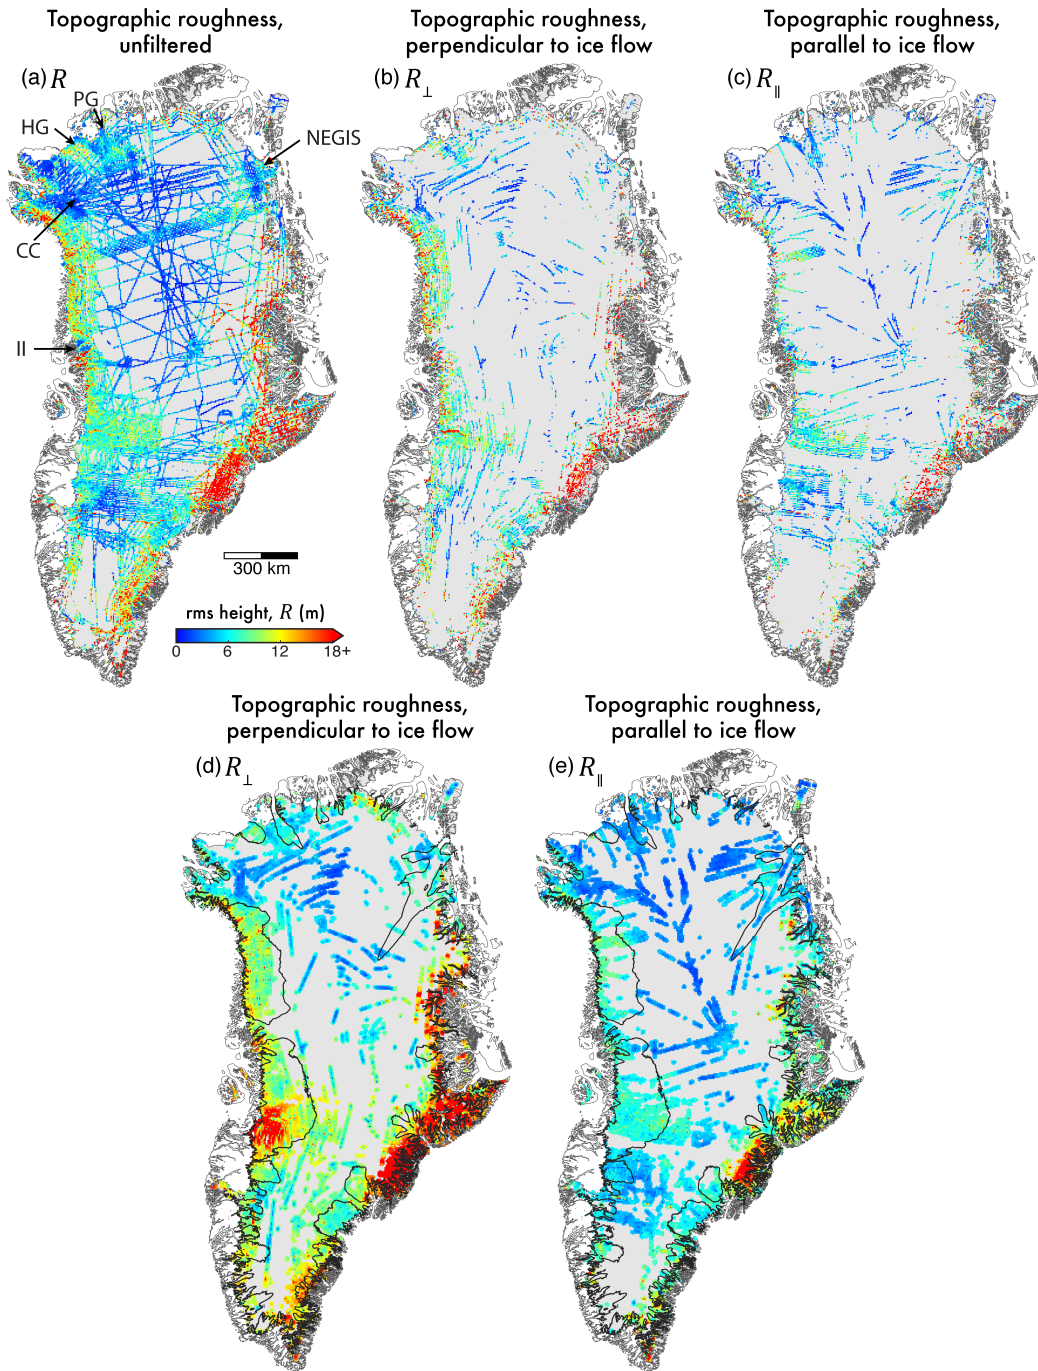 Topographic roughness,
unfiltered
Topographic roughness,
perpendicular to ice flow
Topographic roughness,
parallel to ice flow
(a) R
(b) R⊥
(c) R∥
PG
HG
NEGIS
CC
II
300 km
rms height, R (m)
0 6 12 18+
Topographic roughness,
perpendicular to ice flow
Topographic roughness,
parallel to ice flow
(d) R⊥
(e) R∥